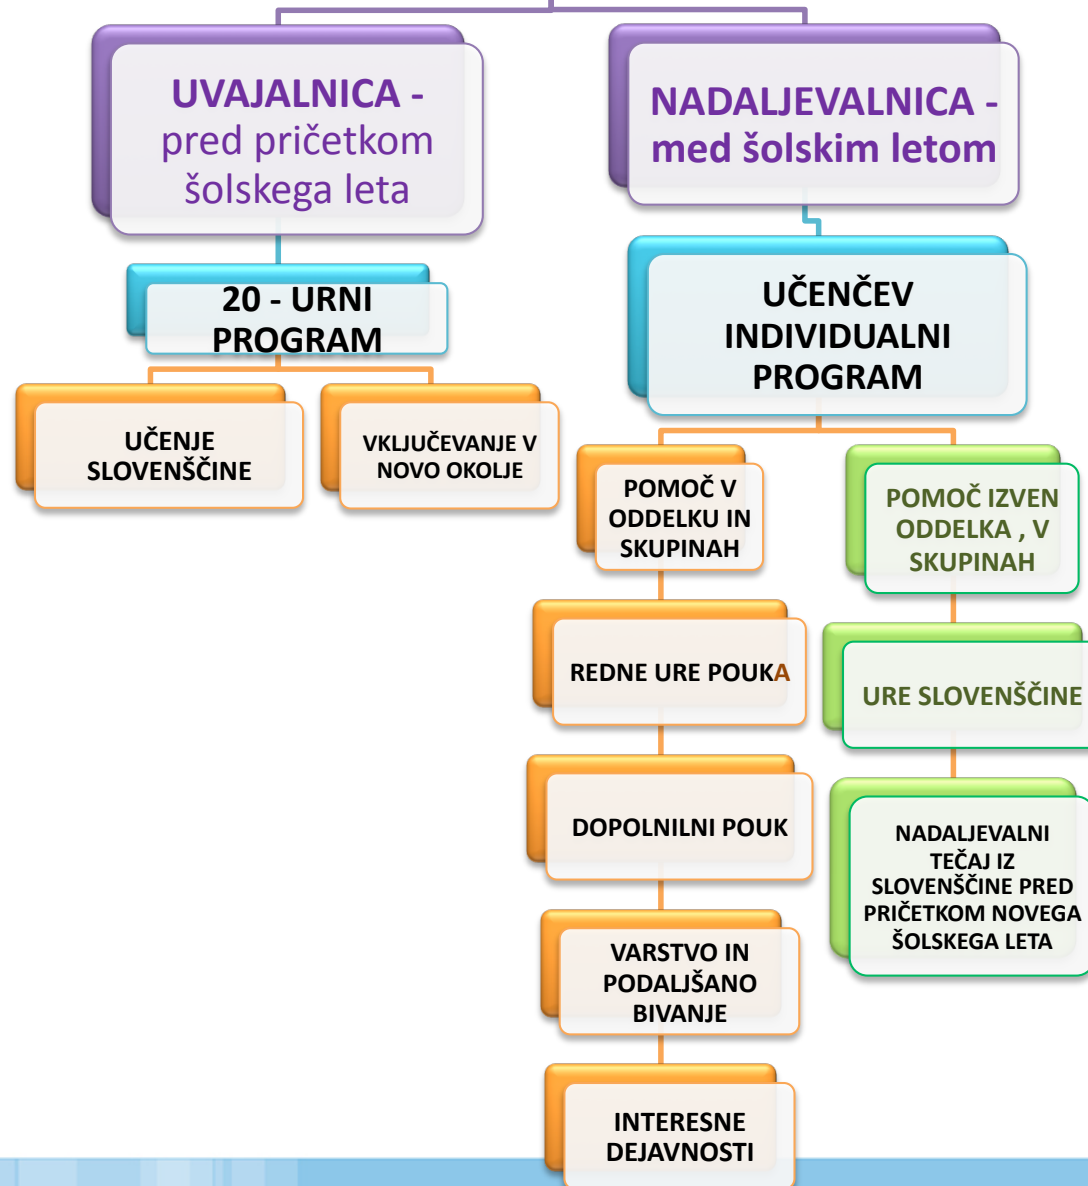 UVAJALNICA -
pred pričetkom
šolskega leta
20 - URNI
PROGRAM
UČENJE
SLOVENŠČINE
VKLJUČEVANJE V
NOVO OKOLJE
NADALJEVALNICA -
med šolskim letom
UČENČEV
INDIVIDUALNI
PROGRAM
POMOČ V
ODDELKU IN
SKUPINAH
REDNE URE POUKA
DOPOLNILNI POUK
VARSTVO IN
PODALJŠANO
BIVANJE
INTERESNE
DEJAVNOSTI
POMOČ IZVEN
ODDELKA , V
SKUPINAH
URE SLOVENŠČINE
NADALJEVALNI
TEČAJ IZ
SLOVENŠČINE PRED
PRIČETKOM NOVEGA
ŠOLSKEGA LETA